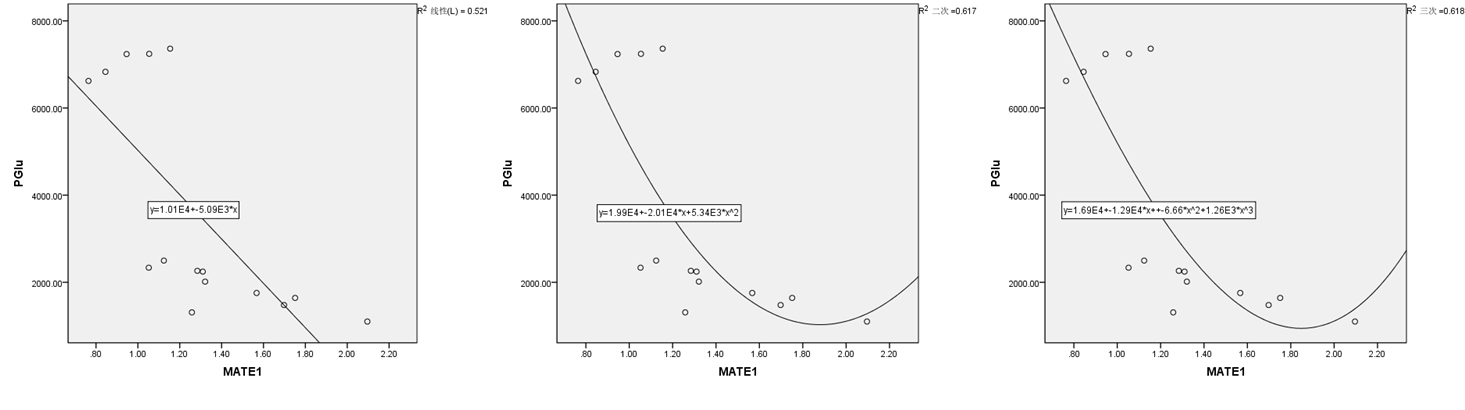 R² 线性(L) = 0.521
8000.00
6000.00
4000.00
2000.00
PGlu
y=1.01E4+-5.09E3*x
.80 1.00 1.20 1.40 1.60 1.80 2.00 2.20
MATE1
R² 二次 =0.617
8000.00
6000.00
4000.00
2000.00
PGlu
y=1.99E4+-2.01E4*x+5.34E3*x^2
.80 1.00 1.20 1.40 1.60 1.80 2.00 2.20
MATE1
R² 三次 =0.618
8000.00
6000.00
4000.00
2000.00
PGlu
y=1.69E4+-1.29E4*x++-6.66*x^2+1.26E3*x^3
.80 1.00 1.20 1.40 1.60 1.80 2.00 2.20
MATE1